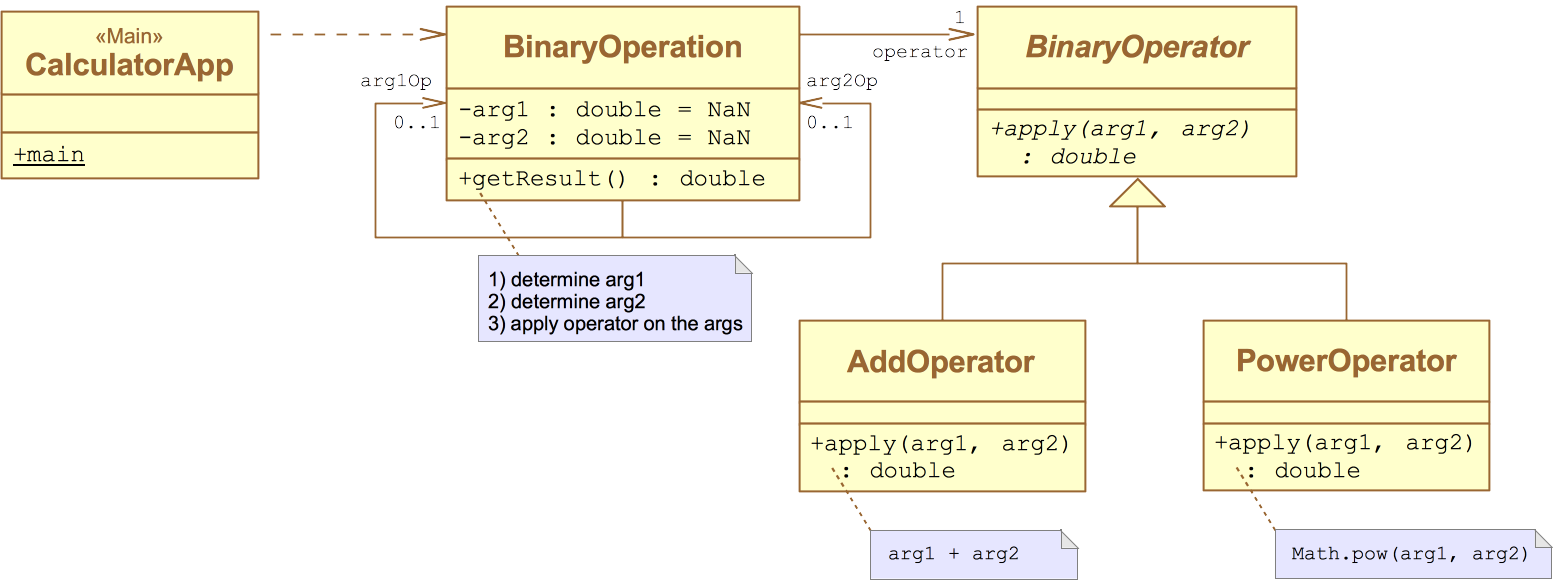 «Main»
CalculatorApp
+main
BinaryOperation
-arg1 : double = NaN
-arg2 : double = NaN
+getResult() : double
arg1Op
0..1
arg2Op
0..1
1
operator
BinaryOperator
+apply(arg1, arg2)
: double
1) determine arg1
2) determine arg2
3) apply operator on the args
AddOperator
+apply(arg1, arg2)
: double
arg1 + arg2
PowerOperator
+apply(arg1, arg2)
: double
Math.pow(arg1, arg2)